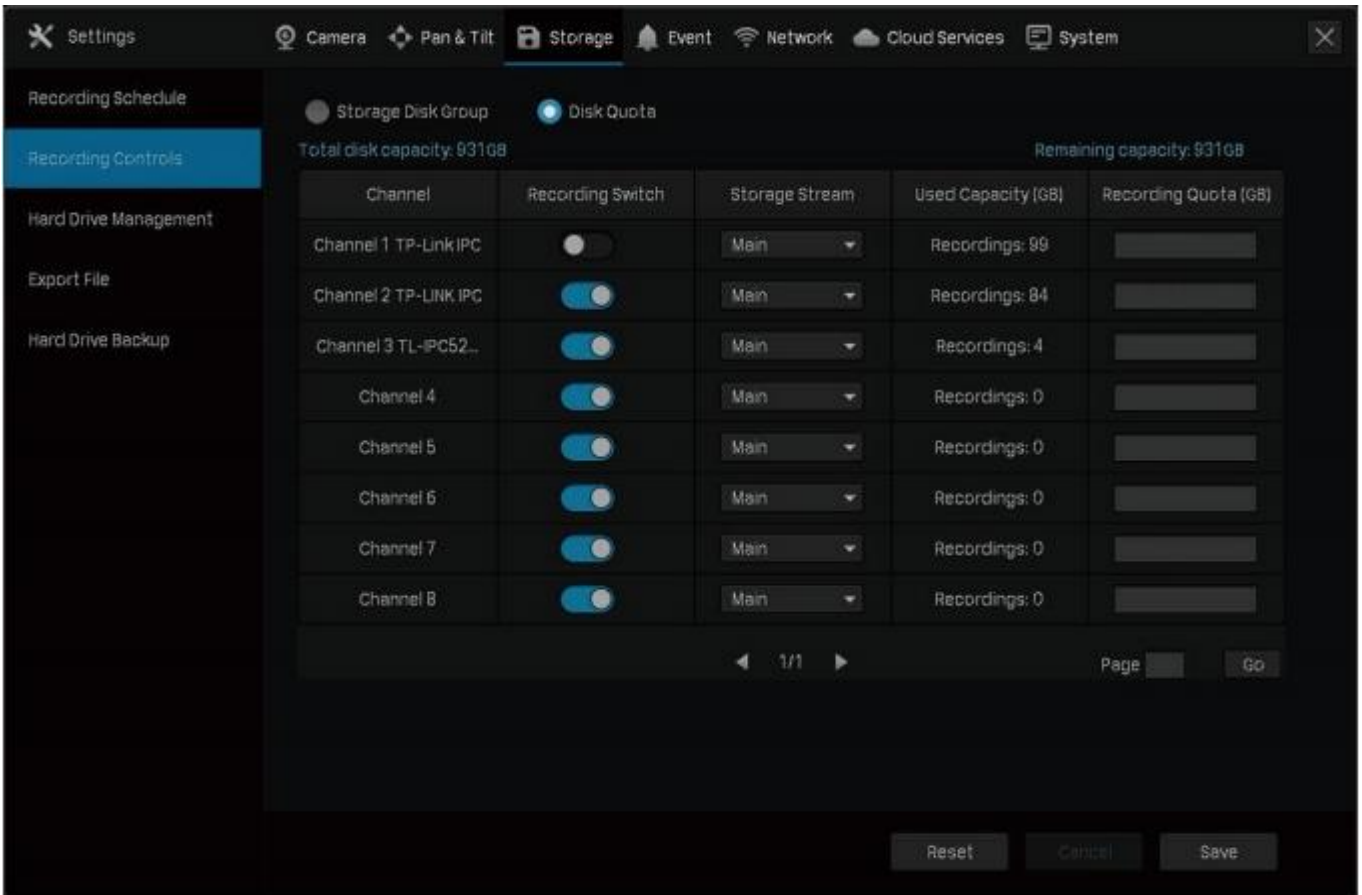 Settings Camera Pan & Tilt Storage Event Network Cloud Services System
Recording Schedule
Recording Controls
Hard Drive Management
Export File
Hard Drive Backup
Storage Disk Group Disk Quota
Total disk capacity: 931GB Remaining capacity: 931GB
Channel Recording Switch Storage Stream Used Capacity (GB) Recording Quota (GB)
Channel 1 TP-Link IPC Main Recordings: 99
Channel 2 TP-LINK IPC Main Recordings: 84
Channel 3 TL-IPC52... Main Recordings: 4
Channel 4 Main Recordings: 0
Channel 5 Main Recordings: 0
Channel 6 Main Recordings: 0
Channel 7 Main Recordings: 0
Channel 8 Main Recordings: 0
1/1 Page Go
Reset Cancel Save